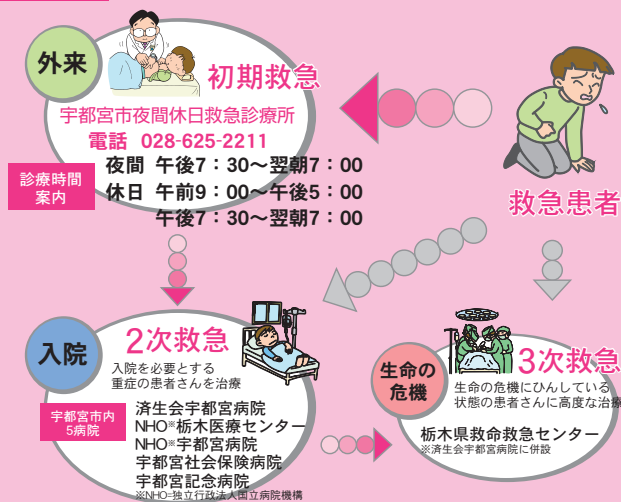 外来
初期救急
宇都宮市夜間休日救急診療所
電話 028-625-2211
診療時間
案内
夜間 午後7：30～翌朝7：00
休日 午前9：00～午後5：00
午後7：30～翌朝7：00
救急患者
入院
2次救急
入院を必要とする
重症の患者さんを治療
宇都宮市内
5病院
済生会宇都宮病院
NHO※栃木医療センター
NHO※宇都宮病院
宇都宮社会保険病院
宇都宮記念病院
※NHO=独立行政法人国立病院機構
生命の
危機
3次救急
生命の危機にひんしている
状態の患者さんに高度な治療
栃木県救命救急センター
※済生会宇都宮病院に併設